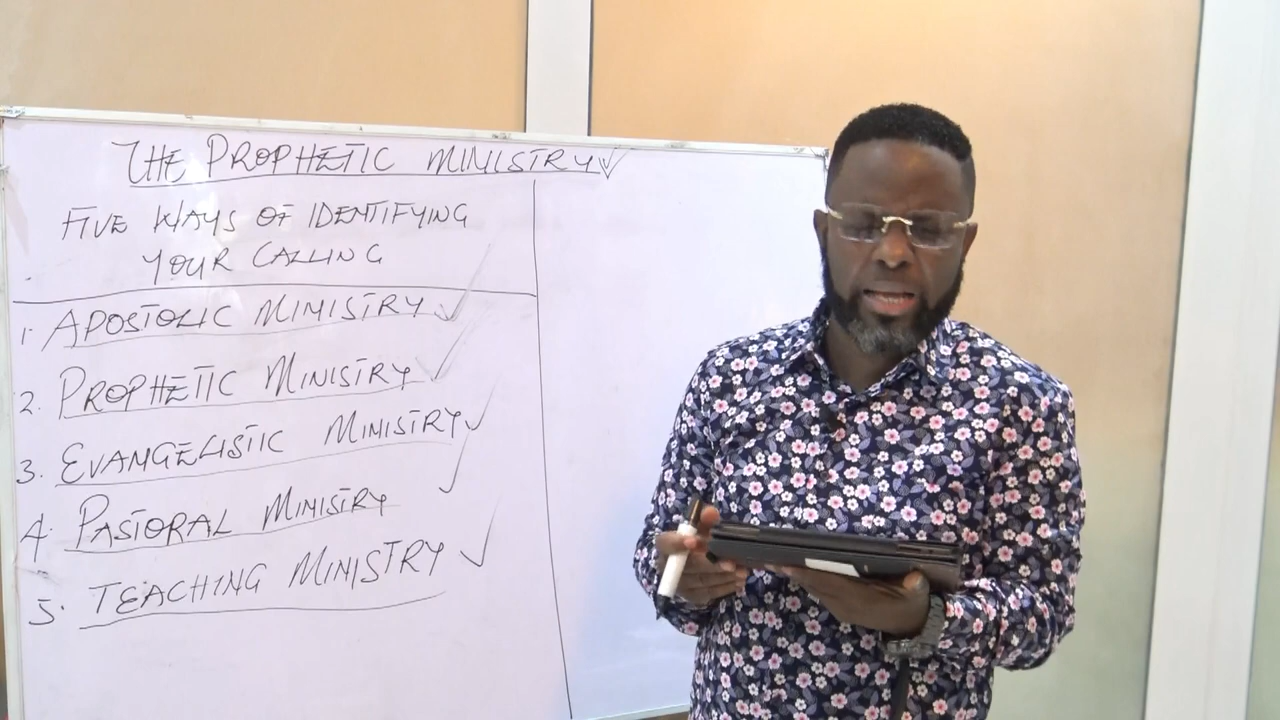 THE PROPHETIC MINISTRY
FIVE WAYS OF IDENTIFYING
YOUR CALLING
1. APOSTOLIC MINISTRY
2. PROPHETIC MINISTRY
3. EVANGELISTIC MINISTRY
4. PASTORAL MINISTRY
5. TEACHING MINISTRY